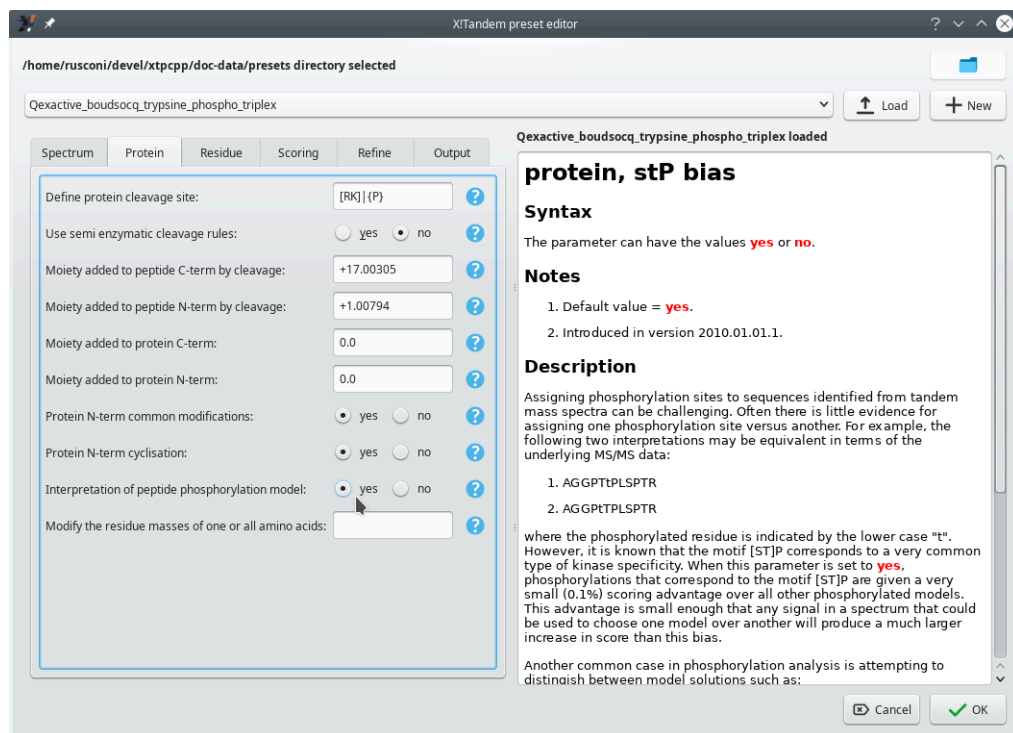 X!Tandem preset editor
/home/rusconi/devel/xtpcpp/doc-data/presets directory selected
Qexactive_boudsocq_trypsine_phospho_triplex
Load
New
Spectrum
Protein
Residue
Scoring
Refine
Output
Define protein cleavage site:
[RK]|{P}
?
Use semi enzymatic cleavage rules:
yes
no
?
Moiety added to peptide C-term by cleavage:
+17.00305
?
Moiety added to peptide N-term by cleavage:
+1.00794
?
Moiety added to protein C-term:
0.0
?
Moiety added to protein N-term:
0.0
?
Protein N-term common modifications:
yes
no
?
Protein N-term cyclisation:
yes
no
?
Interpretation of peptide phosphorylation model:
yes
no
?
Modify the residue masses of one or all amino acids:
?
Qexactive_boudsocq_trypsine_phospho_triplex loaded
protein, stP bias
Syntax
The parameter can have the values yes or no.
Notes
1. Default value = yes.
2. Introduced in version 2010.01.01.1.
Description
Assigning phosphorylation sites to sequences identified from tandem
mass spectra can be challenging. Often there is little evidence for
assigning one phosphorylation site versus another. For example, the
following two interpretations may be equivalent in terms of the
underlying MS/MS data:
1. AGGPTtPLSPTR
2. AGGPtTPLSPTR
where the phosphorylated residue is indicated by the lower case "t".
However, it is known that the motif [ST]P corresponds to a very common
type of kinase specificity. When this parameter is set to yes,
phosphorylations that correspond to the motif [ST]P are given a very
small (0.1%) scoring advantage over all other phosphorylated models.
This advantage is small enough that any signal in a spectrum that could
be used to choose one model over another will produce a much larger
increase in score than this bias.
Another common case in phosphorylation analysis is attempting to
distingish between model solutions such as:
Cancel
OK